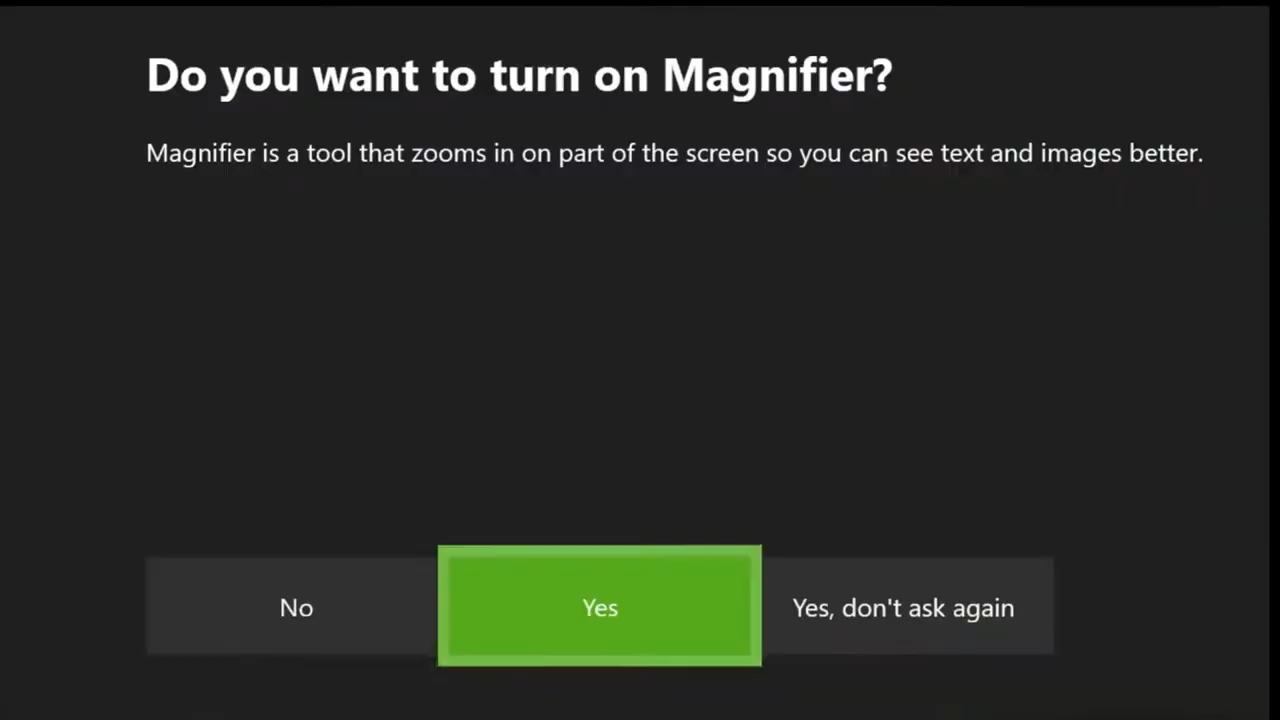 Do you want to turn on Magnifier?
Magnifier is a tool that zooms in on part of the screen so you can see text and images better.
No
Yes
Yes, don't ask again